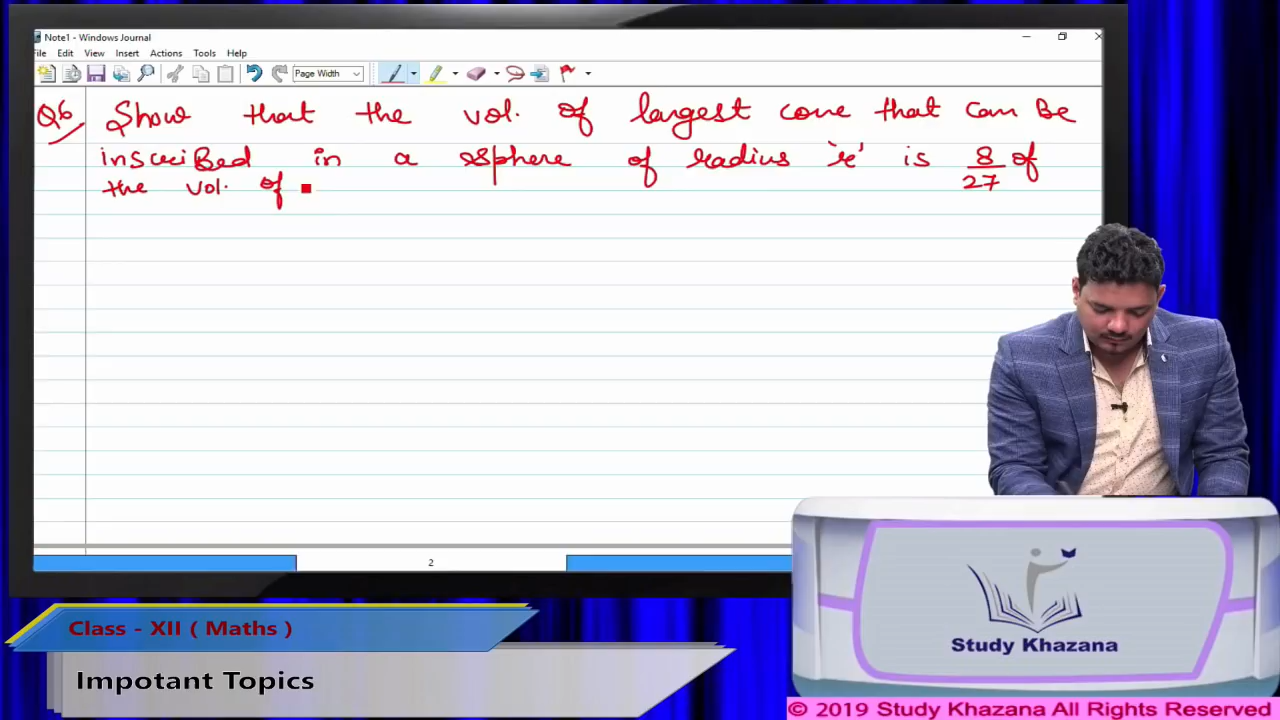 Note1 - Windows Journal
File Edit View Insert Actions Tools Help
Page Width
Q6 Show that the vol. of largest cone that can be
inscribed in a sphere of radius 'r' is 8/27 of
the vol. of
2
Study Khazana
Class - XII ( Maths )
Impotant Topics
© 2019 Study Khazana All Rights Reserved